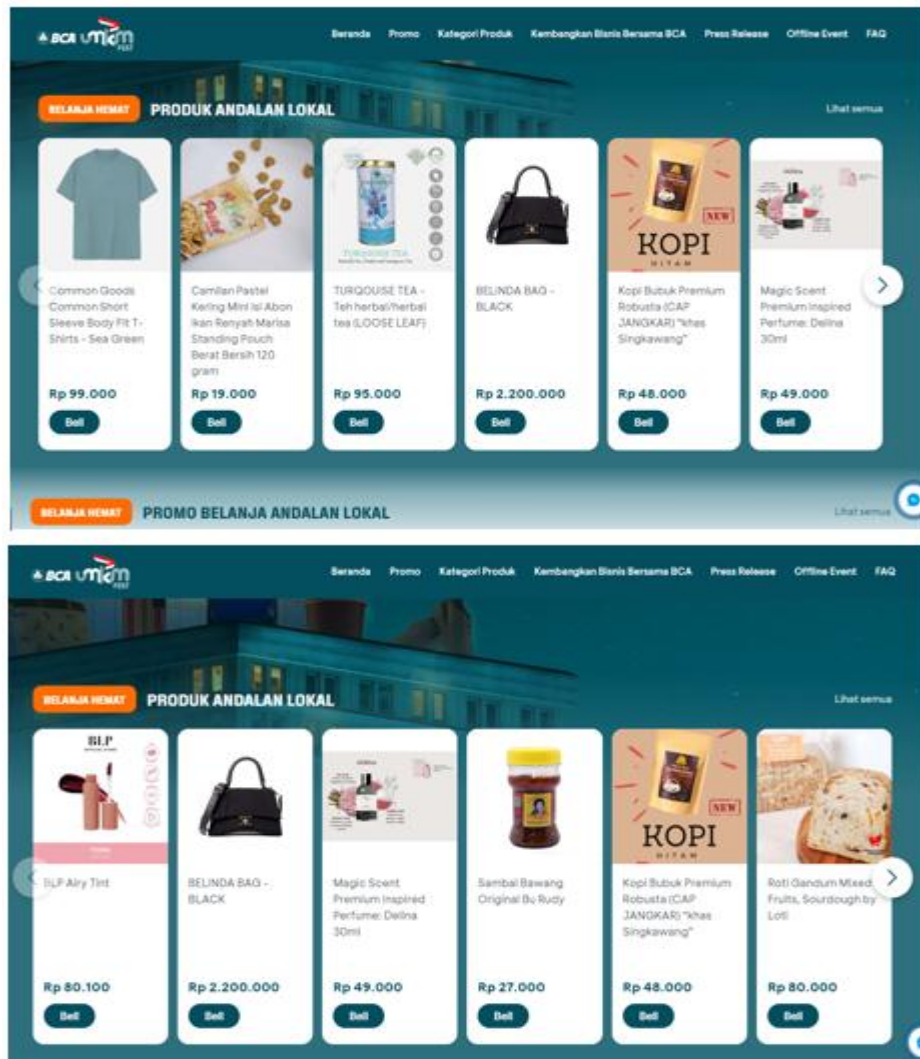 BCA UMKM FEST
Beranda Promo Kategori Produk Kembangkan Bisnis Bersama BCA Press Release Offline Event FAQ
BELANJA HEMAT PRODUK ANDALAN LOKAL Lihat semua
NEW
KOPI
HITAM
TURQOUISE TEA
Common Goods
Common Short
Sleeve Body Fit T-
Shirts - Sea Green
Rp 99.000
Beli
Camilan Pastel
Kering Mini Isi Abon
Ikan Renyah Marisa
Standing Pouch
Berat Bersih 120
gram
Rp 19.000
Beli
TURQOUISE TEA -
Teh herbal/herbal
tea (LOOSE LEAF)
Rp 95.000
Beli
BELINDA BAG -
BLACK
Rp 2.200.000
Beli
Kopi Bubuk Premium
Robusta (CAP
JANGKAR) "khas
Singkawang"
Rp 48.000
Beli
Magic Scent
Premium Inspired
Perfume: Delina
30ml
Rp 49.000
Beli
BELANJA HEMAT PROMO BELANJA ANDALAN LOKAL Lihat semua
BCA UMKM FEST
Beranda Promo Kategori Produk Kembangkan Bisnis Bersama BCA Press Release Offline Event FAQ
BELANJA HEMAT PRODUK ANDALAN LOKAL Lihat semua
BLP
NEW
KOPI
HITAM
BLP Airy Tint
Rp 80.100
Beli
BELINDA BAG -
BLACK
Rp 2.200.000
Beli
Magic Scent
Premium Inspired
Perfume: Delina
30ml
Rp 49.000
Beli
Sambal Bawang
Original Bu Rudy
Rp 27.000
Beli
Kopi Bubuk Premium
Robusta (CAP
JANGKAR) "khas
Singkawang"
Rp 48.000
Beli
Roti Gandum Mixed
Fruits, Sourdough by
Loti
Rp 80.000
Beli